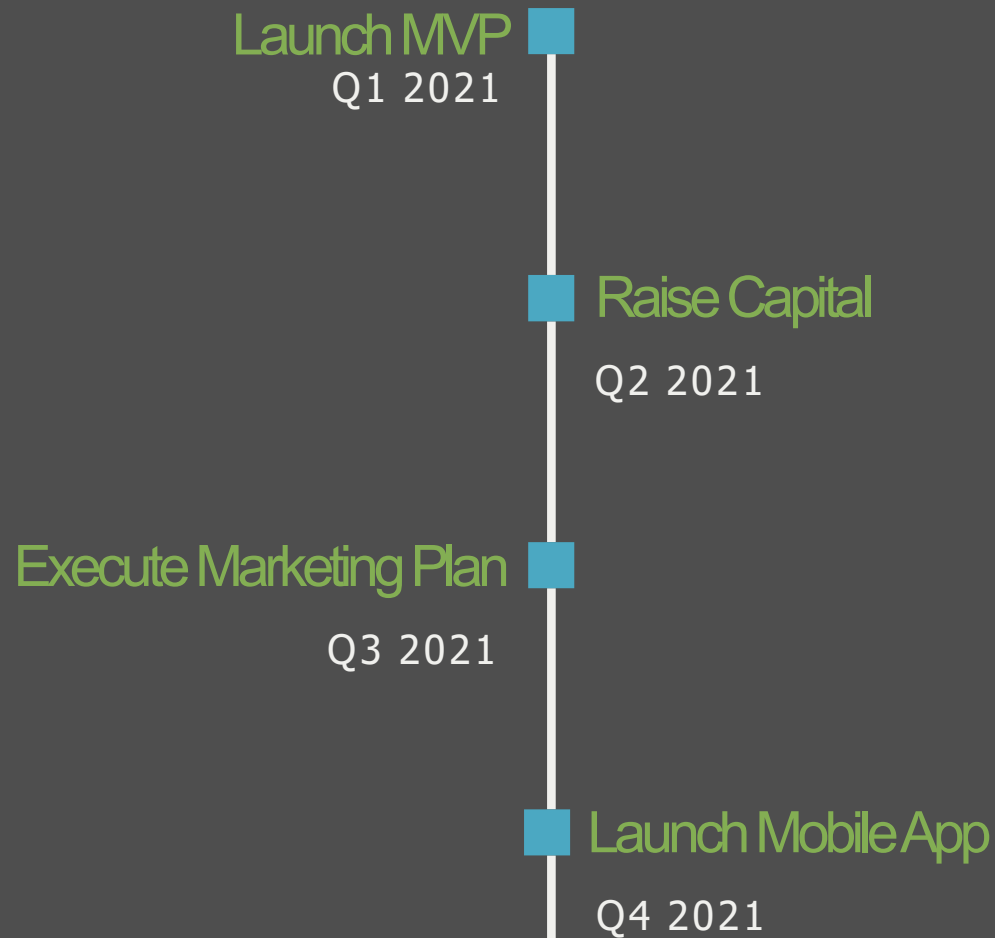 Launch MVP
Q1 2021
Raise Capital
Q2 2021
Execute Marketing Plan
Q3 2021
Launch Mobile App
Q4 2021